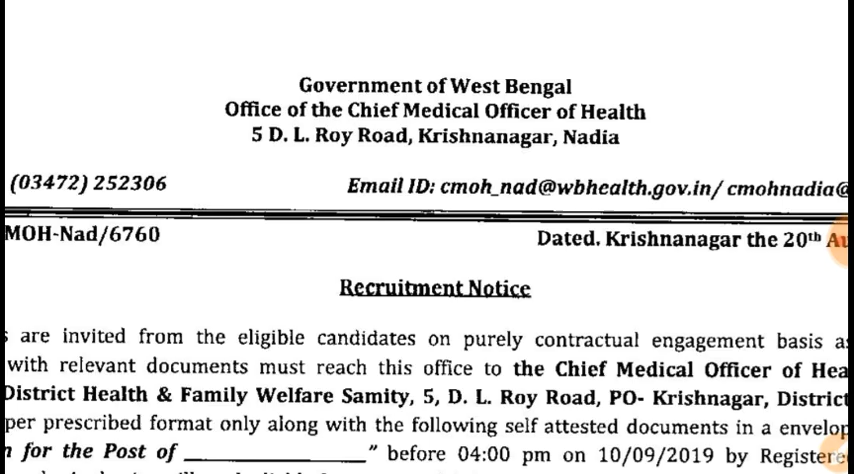 Government of West Bengal
Office of the Chief Medical Officer of Health
5 D. L. Roy Road, Krishnanagar, Nadia
(03472) 252306 Email ID: cmoh_nad@wbhealth.gov.in/ cmohnadia@
MOH-Nad/6760 Dated. Krishnanagar the 20th Au
Recruitment Notice
s are invited from the eligible candidates on purely contractual engagement basis as
with relevant documents must reach this office to the Chief Medical Officer of Hea
District Health & Family Welfare Samity, 5, D. L. Roy Road, PO- Krishnagar, District
per prescribed format only along with the following self attested documents in a envelop
n for the Post of ____________________" before 04:00 pm on 10/09/2019 by Registere